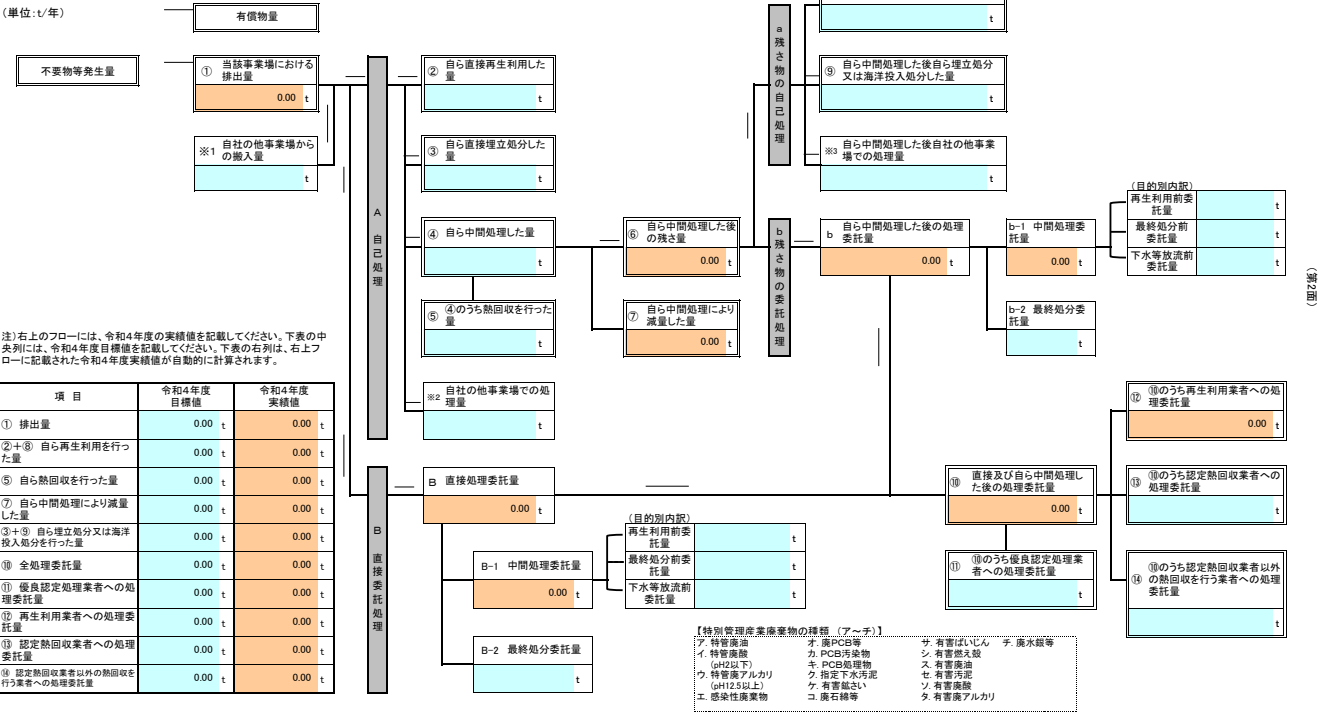 （単位：t/年）
有償物量
不要物等発生量
① 当該事業場における
排出量
0.00 t
※1 自社の他事業場から
の搬入量
t
A 自己処理
② 自ら直接再生利用した
量
t
③ 自ら直接埋立処分した
量
t
④ 自ら中間処理した量
t
⑤ ④のうち熱回収を行った
量
t
※2 自社の他事業場での処
理量
t
⑥ 自ら中間処理した後
の残さ量
0.00 t
⑦ 自ら中間処理により
減量した量
0.00 t
a 残さ物の自己処理
t
⑨ 自ら中間処理した後自ら埋立処分
又は海洋投入処分した量
t
※3 自ら中間処理した後自社の他事業
場での処理量
t
b 残さ物の委託処理
b 自ら中間処理した後の処理
委託量
0.00 t
b-1 中間処理委
託量
0.00 t
b-2 最終処分委
託量
t
（目的別内訳）
再生利用前委
託量
t
最終処分前
委託量
t
下水等放流前
委託量
t
（第2面）
注）右上のフローには、令和４年度の実績値を記載してください。下表の中
央列には、令和４年度目標値を記載してください。下表の右列は、右上フ
ローに記載された令和４年度実績値が自動的に計算されます。
項 目 令和４年度 令和４年度
目標値 実績値
① 排出量 0.00 t 0.00 t
②＋⑧ 自ら再生利用を行っ
た量 0.00 t 0.00 t
⑤ 自ら熱回収を行った量 0.00 t 0.00 t
⑦ 自ら中間処理により減量
した量 0.00 t 0.00 t
③＋⑨ 自ら埋立処分又は海洋
投入処分を行った量 0.00 t 0.00 t
⑩ 全処理委託量 0.00 t 0.00 t
⑪ 優良認定処理業者への処
理委託量 0.00 t 0.00 t
⑫ 再生利用業者への処理委
託量 0.00 t 0.00 t
⑬ 認定熱回収業者への処理
委託量 0.00 t 0.00 t
⑭ 認定熱回収業者以外の熱回収を
行う業者への処理委託量 0.00 t 0.00 t
B 直接委託処理
B 直接処理委託量
0.00 t
B-1 中間処理委託量
0.00 t
B-2 最終処分委託量
t
（目的別内訳）
再生利用前委
託量
t
最終処分前委
託量
t
下水等放流前
委託量
t
⑩ 直接及び自ら中間処理し
た後の処理委託量
0.00 t
⑪ ⑩のうち優良認定処理業
者への処理委託量
t
⑫ ⑩のうち再生利用業者への処
理委託量
0.00 t
⑬ ⑩のうち認定熱回収業者への
処理委託量
t
⑭ ⑩のうち認定熱回収業者以外
の熱回収を行う業者への処理
委託量
t
【特別管理産業廃棄物の種類 （ア～チ）】
ア. 特管廃油 オ. 廃PCB等 サ. 有害ばいじん チ. 廃水銀等
イ. 特管廃酸 カ. PCB汚染物 シ. 有害燃え殻
（pH2以下） キ. PCB処理物 ス. 有害廃油
ウ. 特管廃アルカリ ク. 指定下水汚泥 セ. 有害汚泥
（pH12.5以上） ケ. 有害鉱さい ソ. 有害廃酸
エ. 感染性廃棄物 コ. 廃石綿等 タ. 有害廃アルカリ